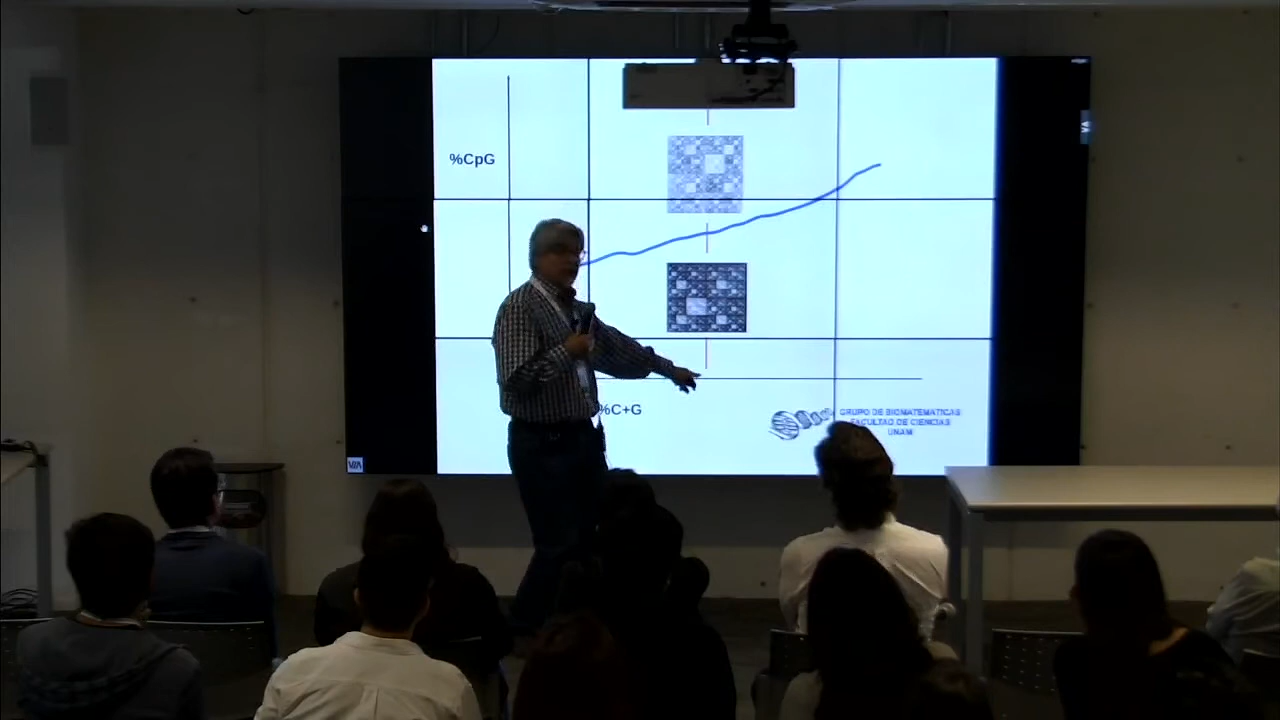 %CpG
%C+G
GRUPO DE BIOMATEMATICAS
FACULTAD DE CIENCIAS
UNAM